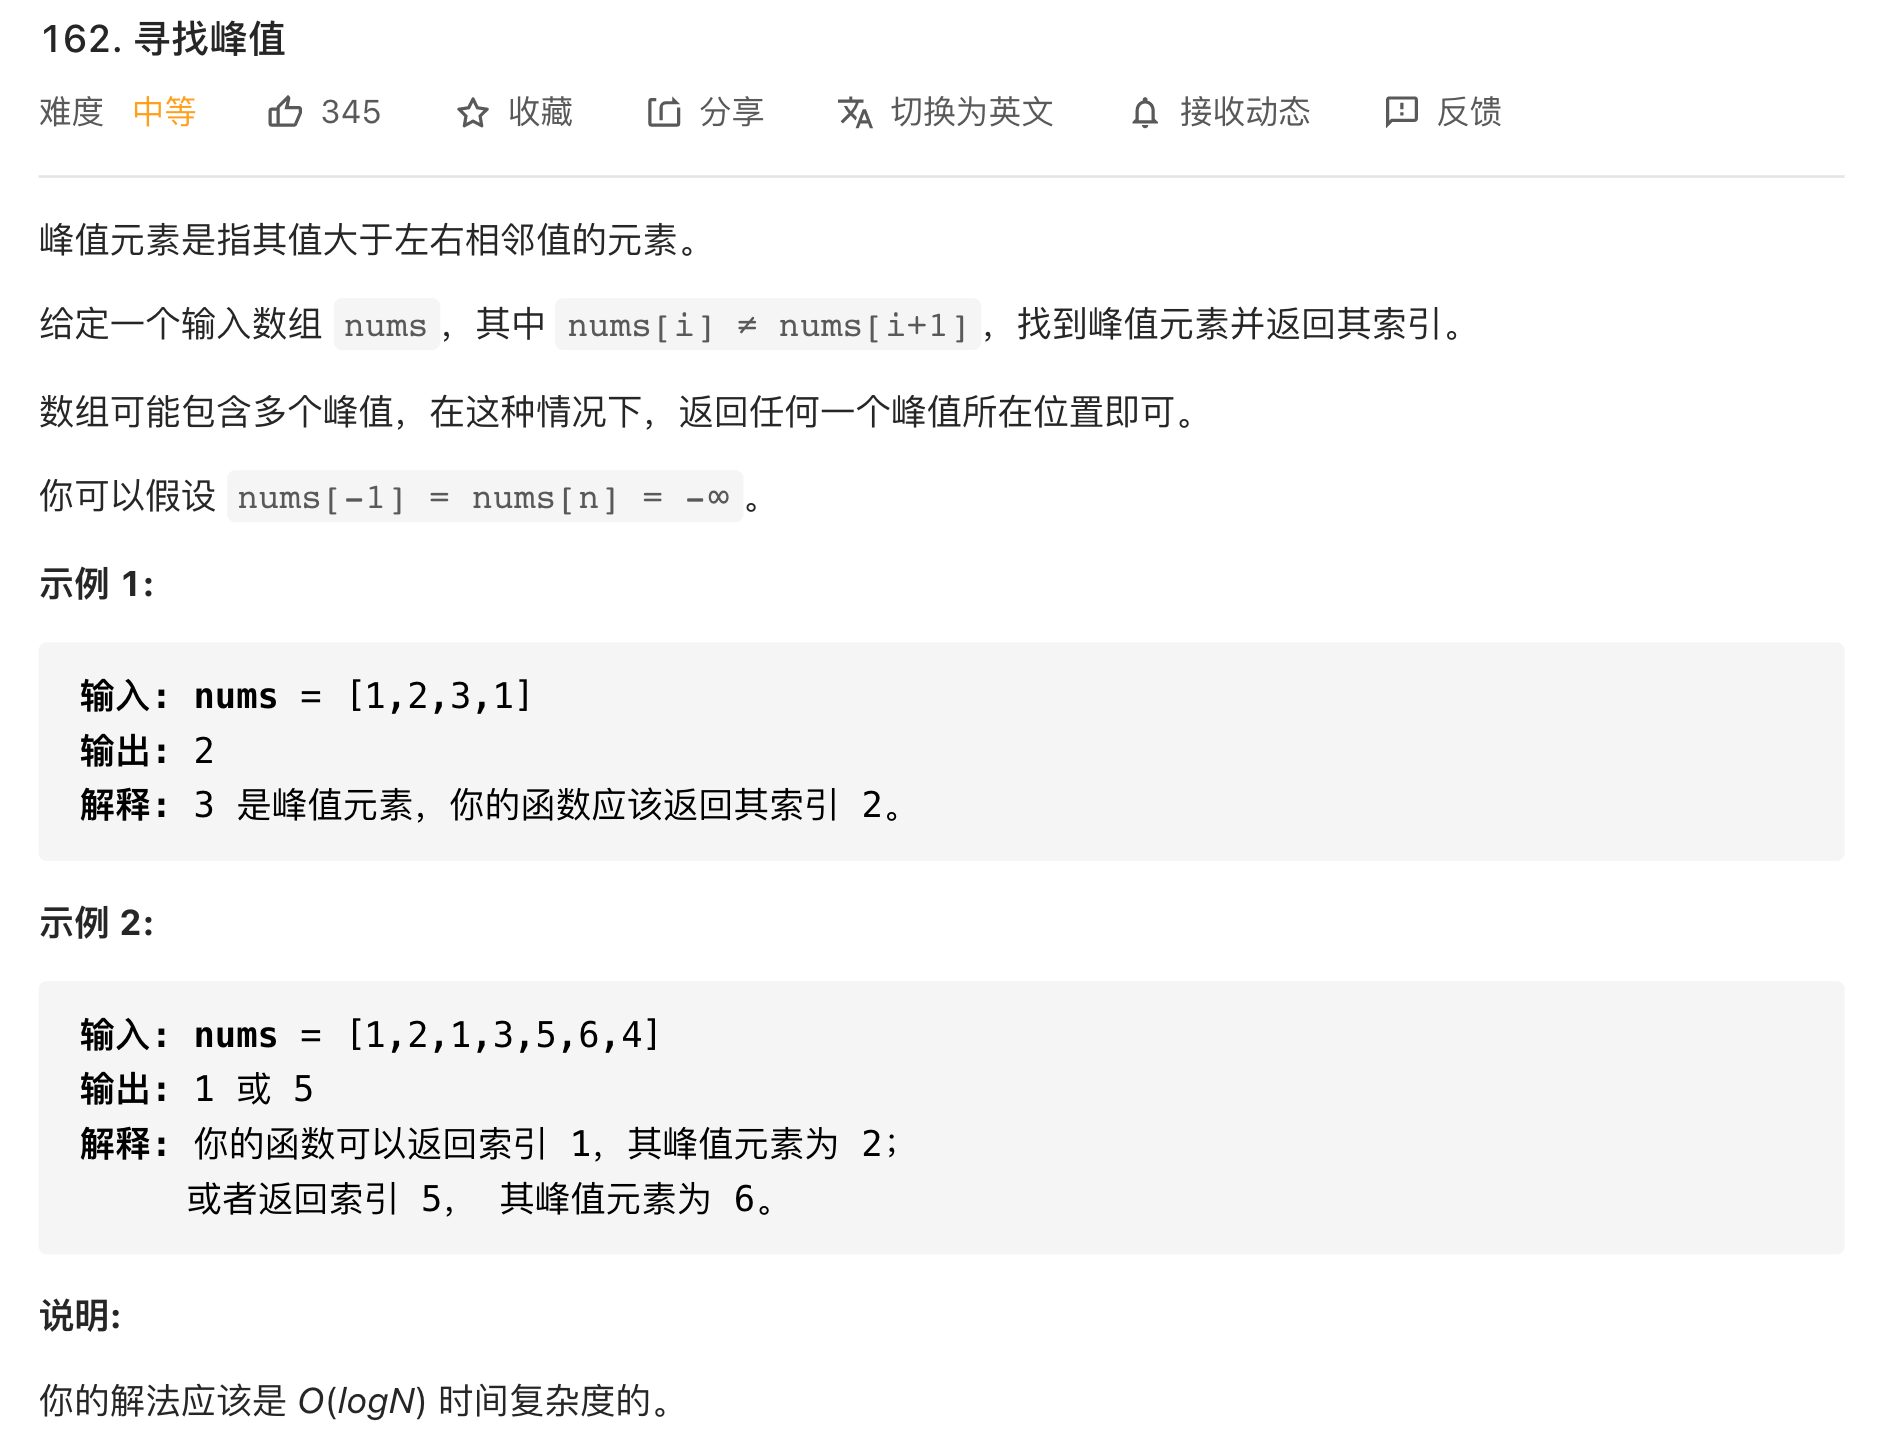 162. 寻找峰值
难度 中等 345 收藏 分享 切换为英文 接收动态 反馈
峰值元素是指其值大于左右相邻值的元素。
给定一个输入数组 nums，其中 nums[i] ≠ nums[i+1]，找到峰值元素并返回其索引。
数组可能包含多个峰值，在这种情况下，返回任何一个峰值所在位置即可。
你可以假设 nums[-1] = nums[n] = -∞。
示例 1:
输入: nums = [1,2,3,1]
输出: 2
解释: 3 是峰值元素，你的函数应该返回其索引 2。
示例 2:
输入: nums = [1,2,1,3,5,6,4]
输出: 1 或 5
解释: 你的函数可以返回索引 1，其峰值元素为 2；
或者返回索引 5， 其峰值元素为 6。
说明:
你的解法应该是 O(logN) 时间复杂度的。